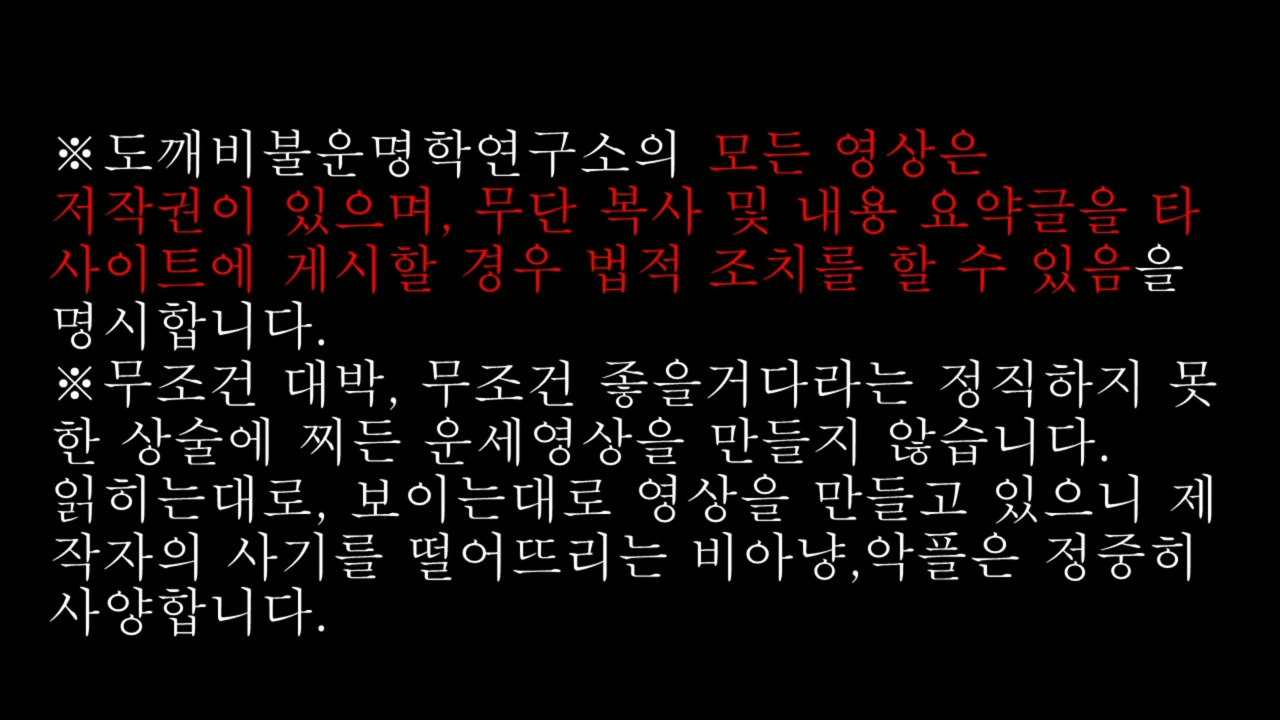 ※도깨비불운명학연구소의 모든 영상은
저작권이 있으며, 무단 복사 및 내용 요약글을 타
사이트에 게시할 경우 법적 조치를 할 수 있음을
명시합니다.
※무조건 대박, 무조건 좋을거다라는 정직하지 못
한 상술에 찌든 운세영상을 만들지 않습니다.
읽히는대로, 보이는대로 영상을 만들고 있으니 제
작자의 사기를 떨어뜨리는 비아냥,악플은 정중히
사양합니다.